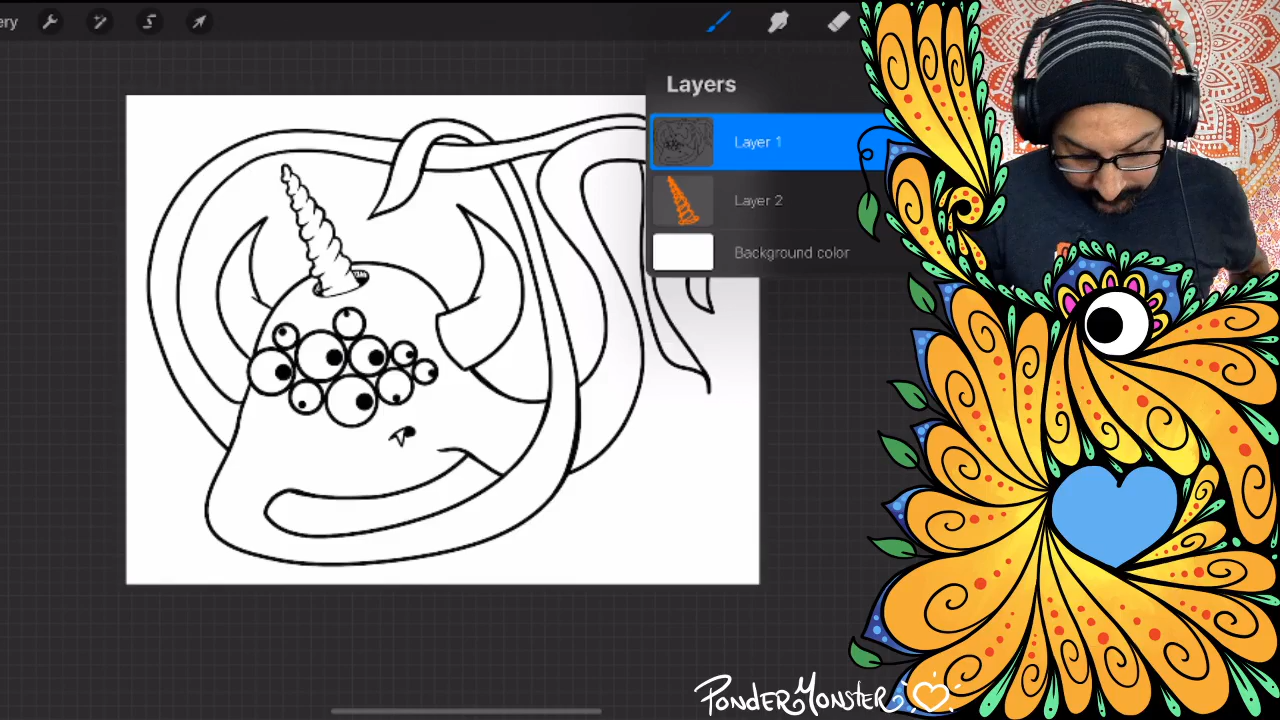 ery
Layers
Layer 1
Layer 2
Background color
PonderMonster